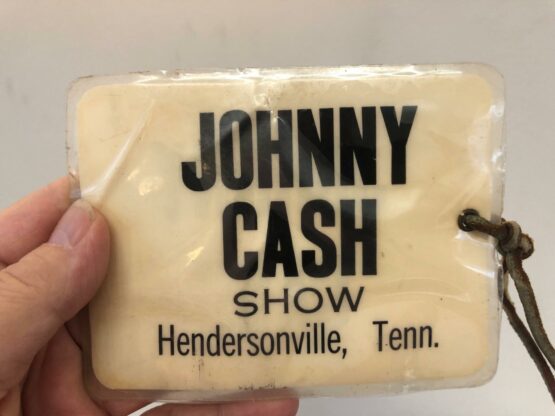 JOHNNY
CASH
SHOW
Hendersonville, Tenn.